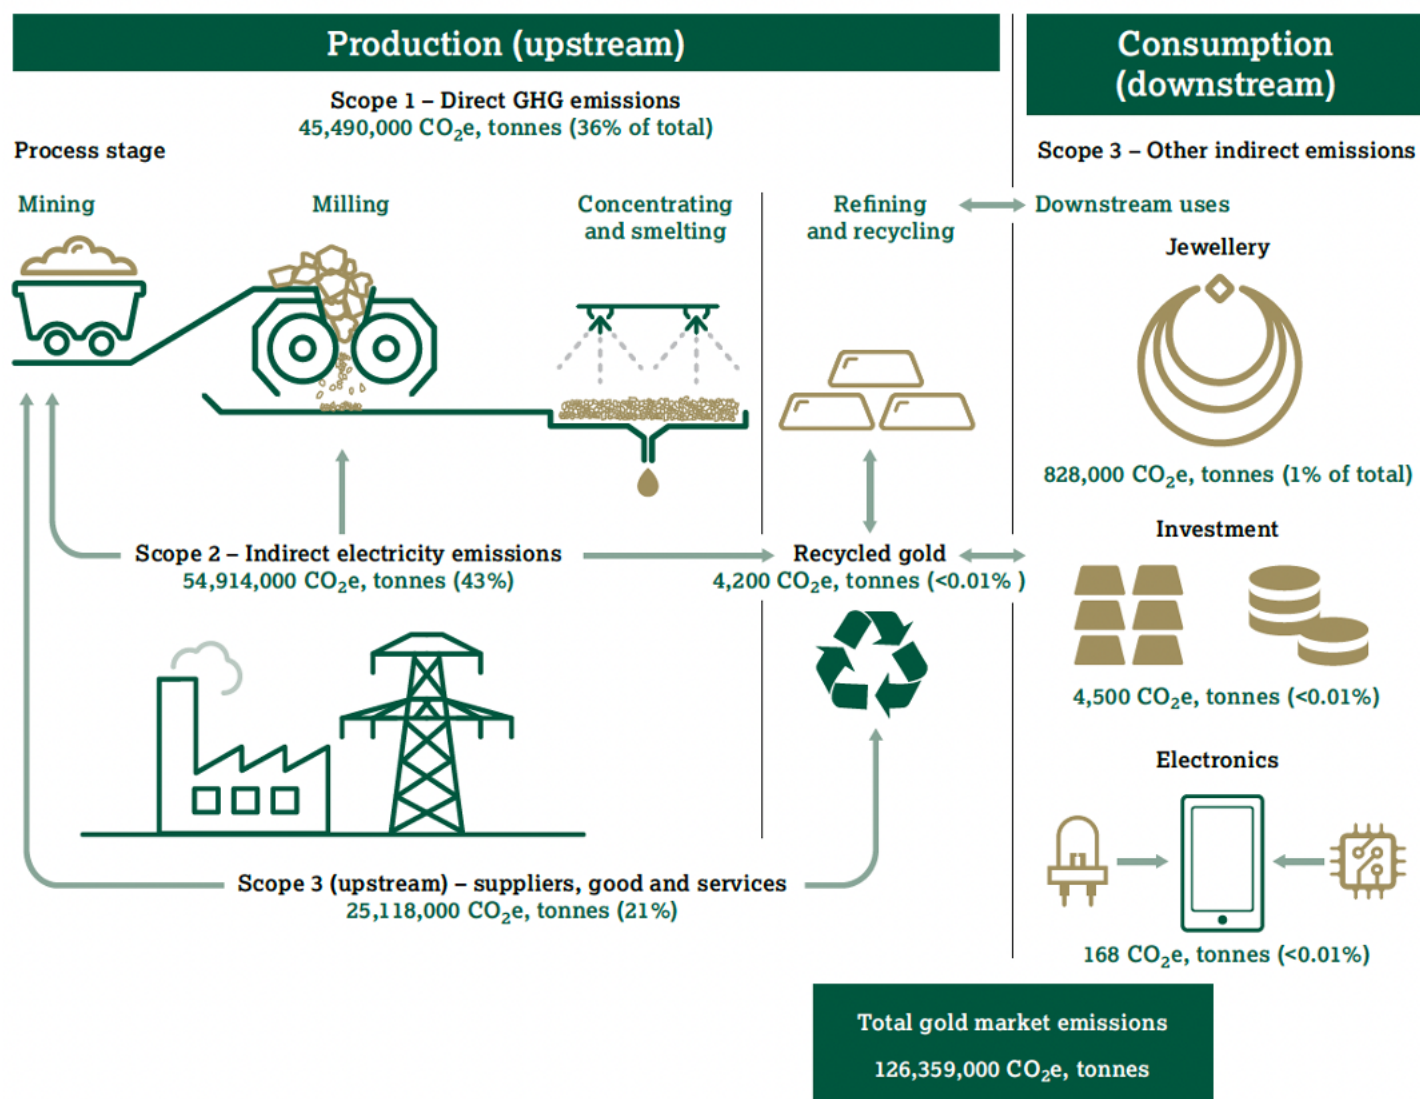 Production (upstream)
Consumption
(downstream)
Scope 1 – Direct GHG emissions
45,490,000 CO₂e, tonnes (36% of total)
Process stage
Scope 3 – Other indirect emissions
Mining
Milling
Concentrating
and smelting
Refining
and recycling
Downstream uses
Jewellery
828,000 CO₂e, tonnes (1% of total)
Investment
Scope 2 – Indirect electricity emissions
54,914,000 CO₂e, tonnes (43%)
Recycled gold
4,200 CO₂e, tonnes (<0.01% )
4,500 CO₂e, tonnes (<0.01%)
Electronics
168 CO₂e, tonnes (<0.01%)
Scope 3 (upstream) – suppliers, good and services
25,118,000 CO₂e, tonnes (21%)
Total gold market emissions
126,359,000 CO₂e, tonnes